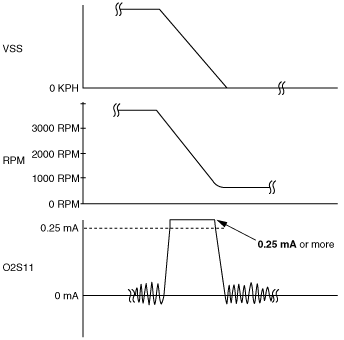 VSS
0 KPH
3000 RPM
2000 RPM
RPM
1000 RPM
0 RPM
0.25 mA
0.25 mA or more
O2S11
0 mA